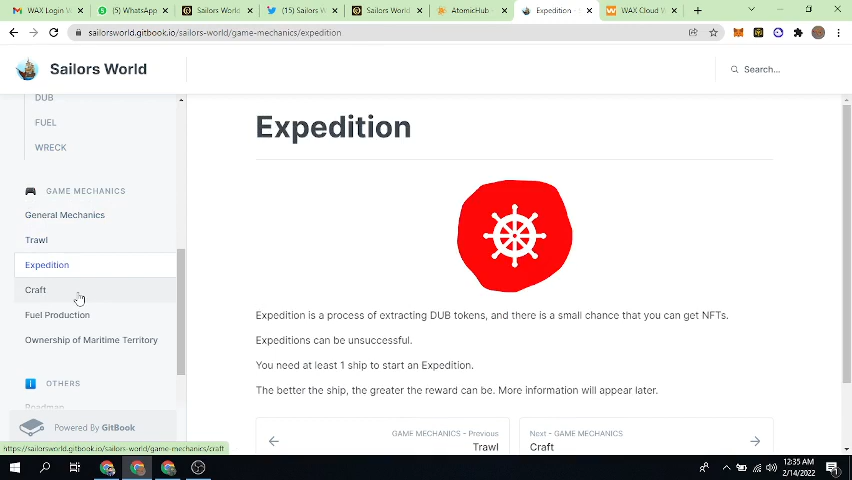 WAX Login W
(5) WhatsApp
Sailors World
(15) Sailors W
Sailors World
AtomicHub
Expedition -
WAX Cloud W
sailorsworld.gitbook.io/sailors-world/game-mechanics/expedition
Sailors World
Search...
DUB
FUEL
WRECK
GAME MECHANICS
General Mechanics
Trawl
Expedition
Craft
Fuel Production
Ownership of Maritime Territory
OTHERS
Roadmap
Powered By GitBook
Expedition
Expedition is a process of extracting DUB tokens, and there is a small chance that you can get NFTs.
Expeditions can be unsuccessful.
You need at least 1 ship to start an Expedition.
The better the ship, the greater the reward can be. More information will appear later.
GAME MECHANICS - Previous
Trawl
Next - GAME MECHANICS
Craft
https://sailorsworld.gitbook.io/sailors-world/game-mechanics/craft
12:35 AM
2/14/2022